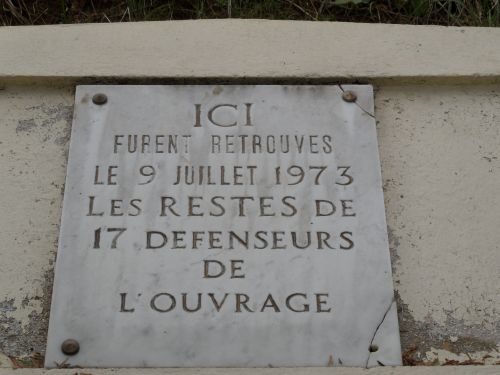 ICI
FURENT RETROUVES
LE 9 JUILLET 1973
LES RESTES DE
17 DEFENSEURS
DE
L'OUVRAGE